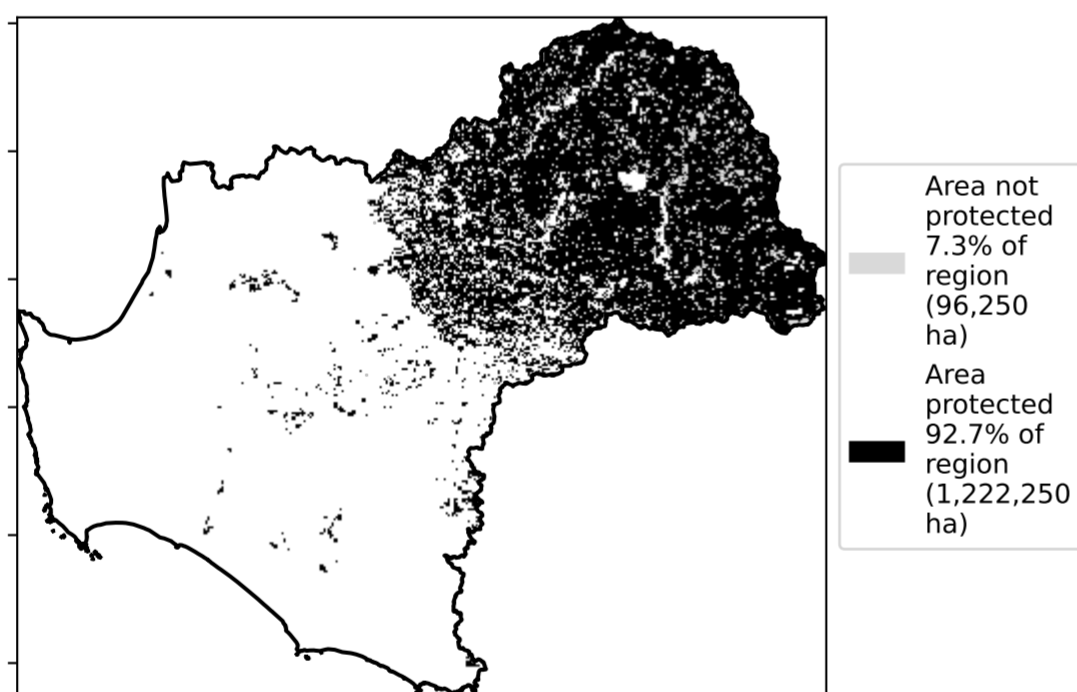 Area not
protected
7.3% of
region
(96,250
ha)
Area
protected
92.7% of
region
(1,222,250
ha)